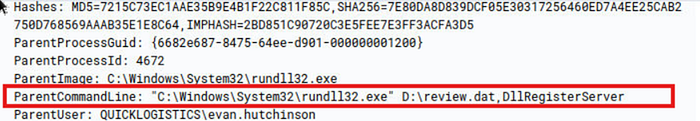 Hashes: MD5=7215C73EC1AAE35B9E4B1F22C811F85C,SHA256=7E80DA8D839DCF05E30317256460ED7A4EE25CAB2
750D768569AAAB35E1E8C64,IMPHASH=2BD851C90720C3E5FEE7E3FF3ACFA3D5
ParentProcessGuid: {6682e687-8475-64ee-d901-000000001200}
ParentProcessId: 4672
ParentImage: C:\Windows\System32\rundll32.exe
ParentCommandLine: "C:\Windows\System32\rundll32.exe" D:\review.dat,DllRegisterServer
ParentUser: QUICKLOGISTICS\evan.hutchinson